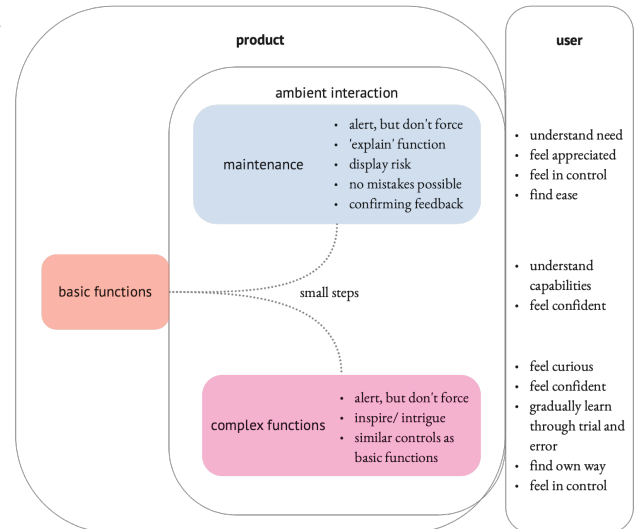 product
user
ambient interaction
maintenance
• alert, but don't force
• 'explain' function
• display risk
• no mistakes possible
• confirming feedback
• understand need
• feel appreciated
• feel in control
• find ease
basic functions
small steps
• understand
capabilities
• feel confident
complex functions
• alert, but don't force
• inspire/ intrigue
• similar controls as
basic functions
• feel curious
• feel confident
• gradually learn
through trial and
error
• find own way
• feel in control